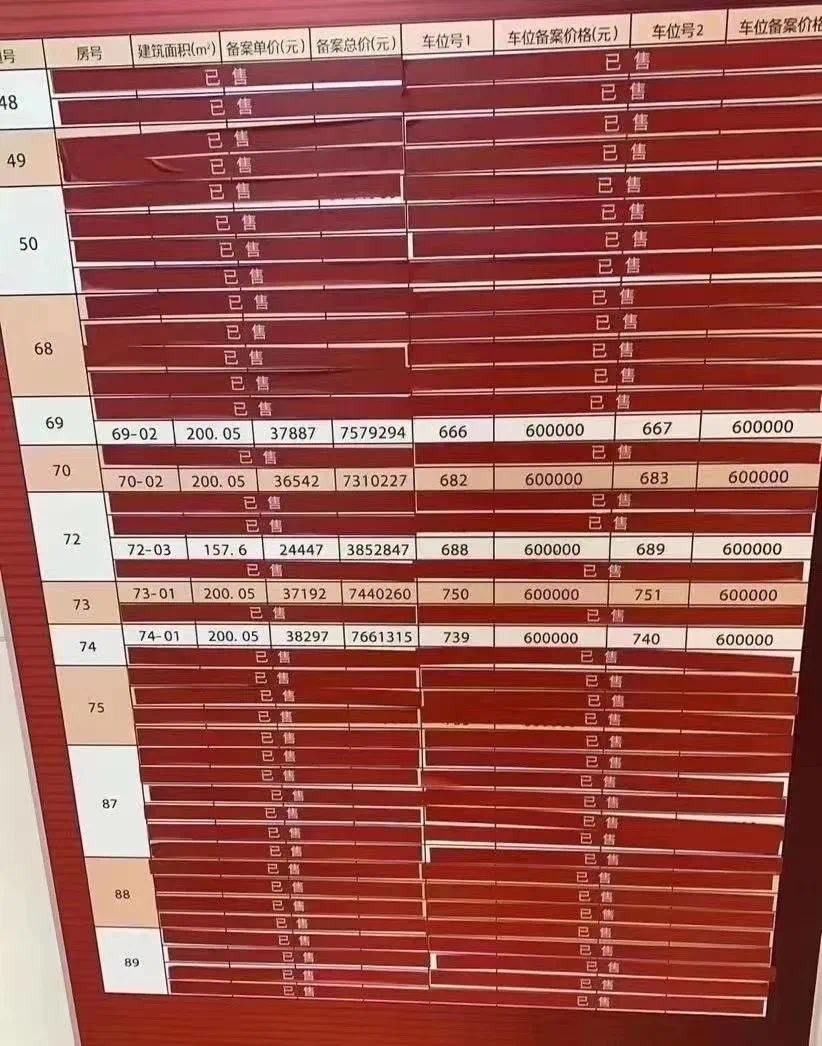 号 房号 建筑面积(㎡) 备案单价(元) 备案总价(元) 车位号1 车位备案价格(元) 车位号2 车位备案价格
48 已售 已售
已售 已售
49 已售 已售
已售 已售
50 已售 已售
已售 已售
已售 已售
已售 已售
68 已售 已售
已售 已售
已售 已售
已售 已售
69 已售 已售
69-02 200.05 37887 7579294 666 600000 667 600000
70 已售 已售
70-02 200.05 36542 7310227 682 600000 683 600000
72 已售 已售
已售 已售
72-03 157.6 24447 3852847 688 600000 689 600000
已售 已售
73 73-01 200.05 37192 7440260 750 600000 751 600000
已售 已售
74 74-01 200.05 38297 7661315 739 600000 740 600000
已售 已售
75 已售 已售
已售 已售
已售 已售
已售 已售
87 已售 已售
已售 已售
已售 已售
已售 已售
已售 已售
已售 已售
88 已售 已售
已售 已售
已售 已售
已售 已售
89 已售 已售
已售 已售
已售 已售
已售 已售